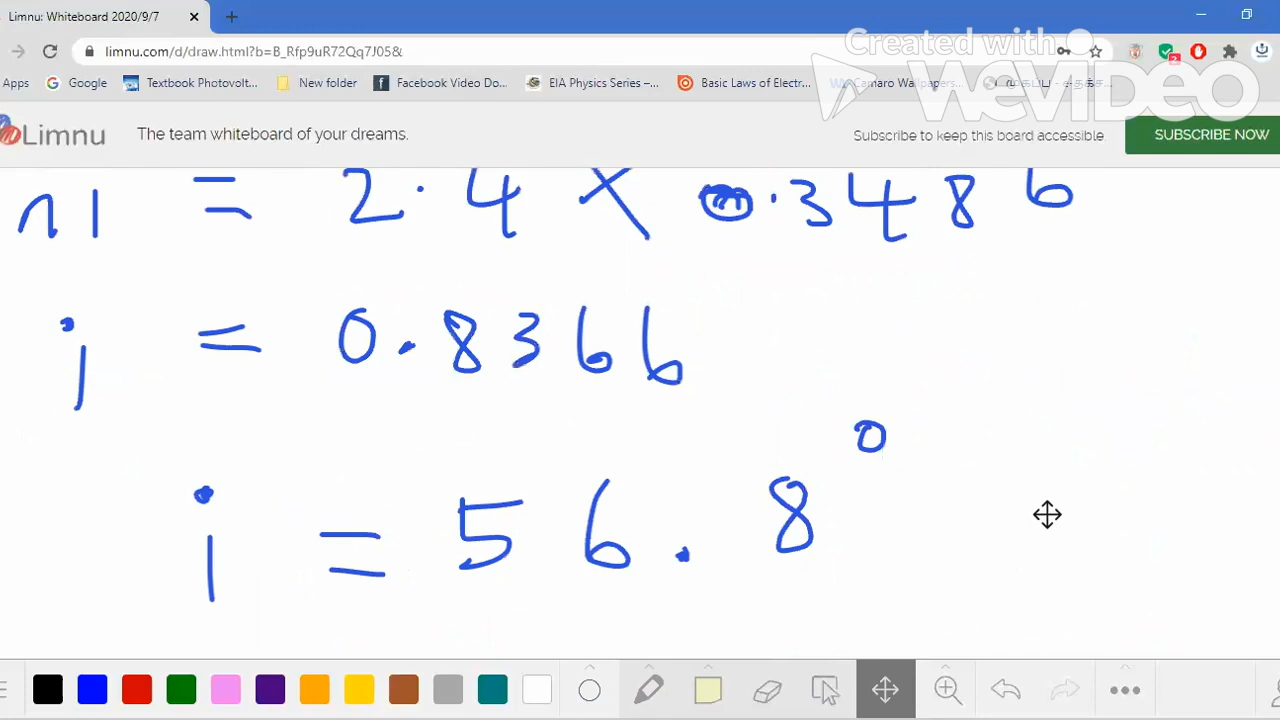 Limnu: Whiteboard 2020/9/7
limnu.com/d/draw.html?b=B_Rfp9uR72Qq7J05&
Created with
WEVIDEO
Apps Google Textbook Photovolt... New folder Facebook Video.Do... EIA Physics Series –... Basic Laws of Electr... Camaro Wallpapers...
Limnu The team whiteboard of your dreams. Subscribe to keep this board accessible. SUBSCRIBE NOW
= 2.4 × 0.3486
i = 0.8366
i = 56.8°